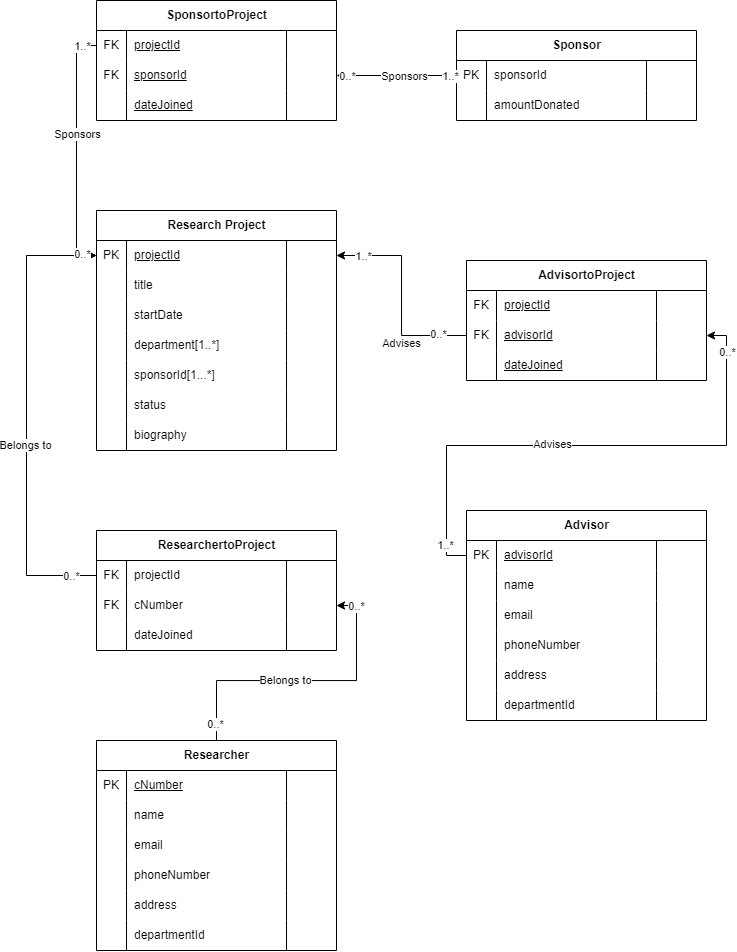 SponsortoProject
FK projectId
FK sponsorId
dateJoined
Sponsor
PK sponsorId
amountDonated
1..*
0..* Sponsors 1..*
Sponsors
0..*
Research Project
PK projectId
title
startDate
department[1..*]
sponsorId[1...*]
status
biography
1..*
Advises
0..*
AdvisortoProject
FK projectId
FK advisorId
dateJoined
0..*
Advises
1..*
Advisor
PK advisorId
name
email
phoneNumber
address
departmentId
Belongs to
0..*
ResearchertoProject
FK projectId
FK cNumber
dateJoined
0..*
Belongs to
0..*
Researcher
PK cNumber
name
email
phoneNumber
address
departmentId